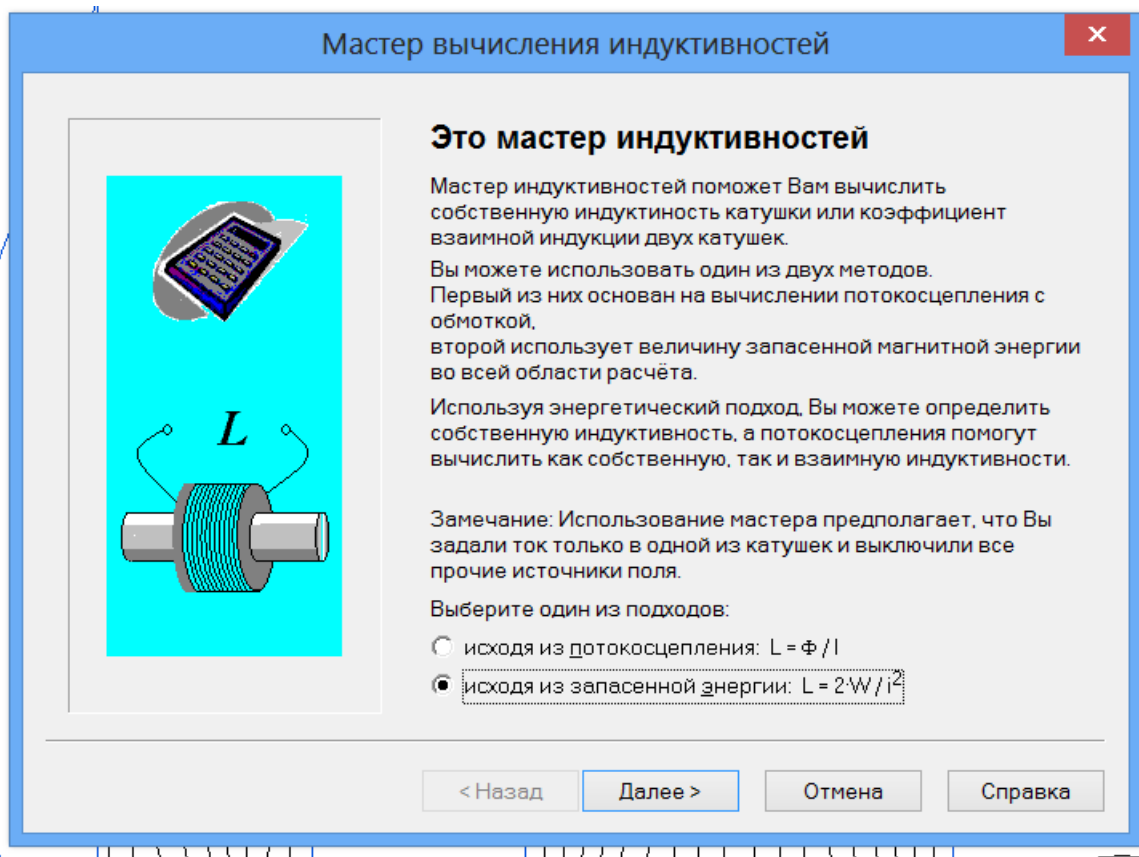 Мастер вычисления индуктивностей
Это мастер индуктивностей
Мастер индуктивностей поможет Вам вычислить
собственную индуктиность катушки или коэффициент
взаимной индукции двух катушек.
Вы можете использовать один из двух методов.
Первый из них основан на вычислении потокосцепления с
обмоткой,
второй использует величину запасенной магнитной энергии
во всей области расчёта.
Используя энергетический подход, Вы можете определить
собственную индуктивность, а потокосцепления помогут
вычислить как собственную, так и взаимную индуктивности.
Замечание: Использование мастера предполагает, что Вы
задали ток только в одной из катушек и выключили все
прочие источники поля.
Выберите один из подходов:
исходя из потокосцепления: L = Ф / I
исходя из запасенной энергии: L = 2·W / i²
L
< Назад
Далее >
Отмена
Справка